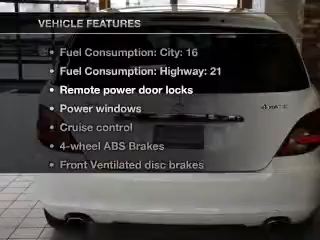 VEHICLE FEATURES
• Fuel Consumption: City: 16
• Fuel Consumption: Highway: 21
• Remote power door locks
• Power windows
• Cruise control
• 4-wheel ABS Brakes
• Front Ventilated disc brakes
4MATIC